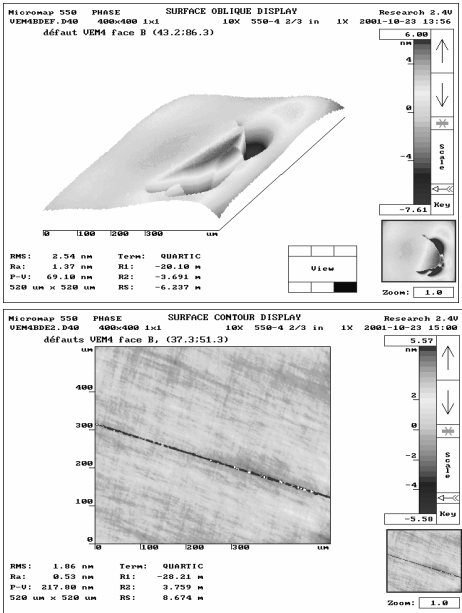 Micromap 550 PHASE SURFACE OBLIQUE DISPLAY Research 2.4V
VEM4BDEF.D40 400x400 1x1 10X 550-4 2/3 in 1X 2001-10-23 13:56
défaut VEM4 face B (43.2;86.3)
6.00
nm
4
0
-4
Scale
-7.61
Key
0 100 200 300 um
RMS: 2.54 nm Term: QUARTIC
Ra: 1.37 nm R1: -20.10 m
P-V: 69.10 nm R2: -3.691 m
520 um x 520 um RS: -6.237 m
View
Zoom: 1.0
Micromap 550 PHASE SURFACE CONTOUR DISPLAY Research 2.4V
VEM4BDE2.D40 400x400 1x1 10X 550-4 2/3 in 1X 2001-10-23 15:00
défauts VEM4 face B, (37.3;51.3)
um
400
300
200
100
0
0 100 200 300 um
5.57
nm
2
0
-2
-4
Scale
-5.58
Key
RMS: 1.86 nm Term: QUARTIC
Ra: 0.53 nm R1: -28.21 m
P-V: 217.80 nm R2: 3.759 m
520 um x 520 um RS: 8.674 m
Zoom: 1.0